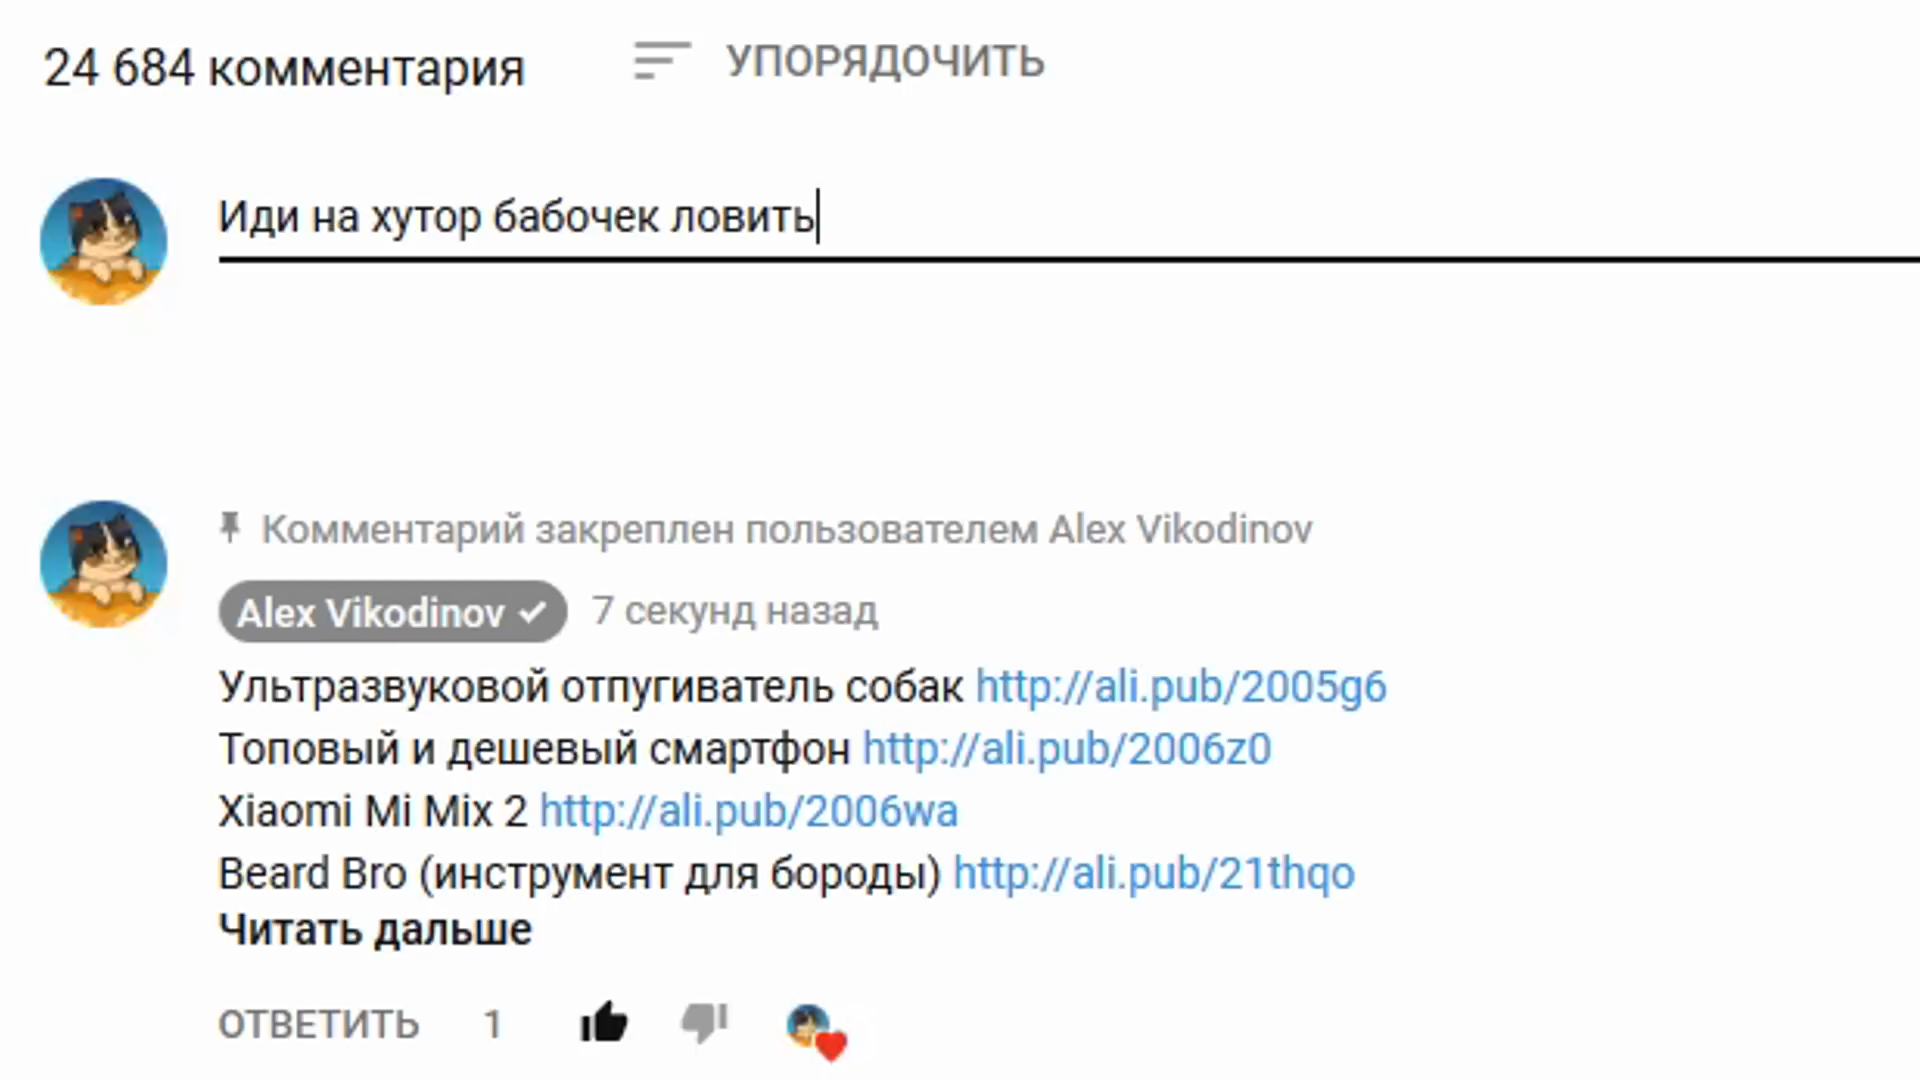 24 684 комментария
УПОРЯДОЧИТЬ
Иди на хутор бабочек ловить
Комментарий закреплен пользователем Alex Vikodinov
Alex Vikodinov 7 секунд назад
Ультразвуковой отпугиватель собак http://ali.pub/2005g6
Топовый и дешевый смартфон http://ali.pub/2006z0
Xiaomi Mi Mix 2 http://ali.pub/2006wa
Beard Bro (инструмент для бороды) http://ali.pub/21thqo
Читать дальше
ОТВЕТИТЬ 1